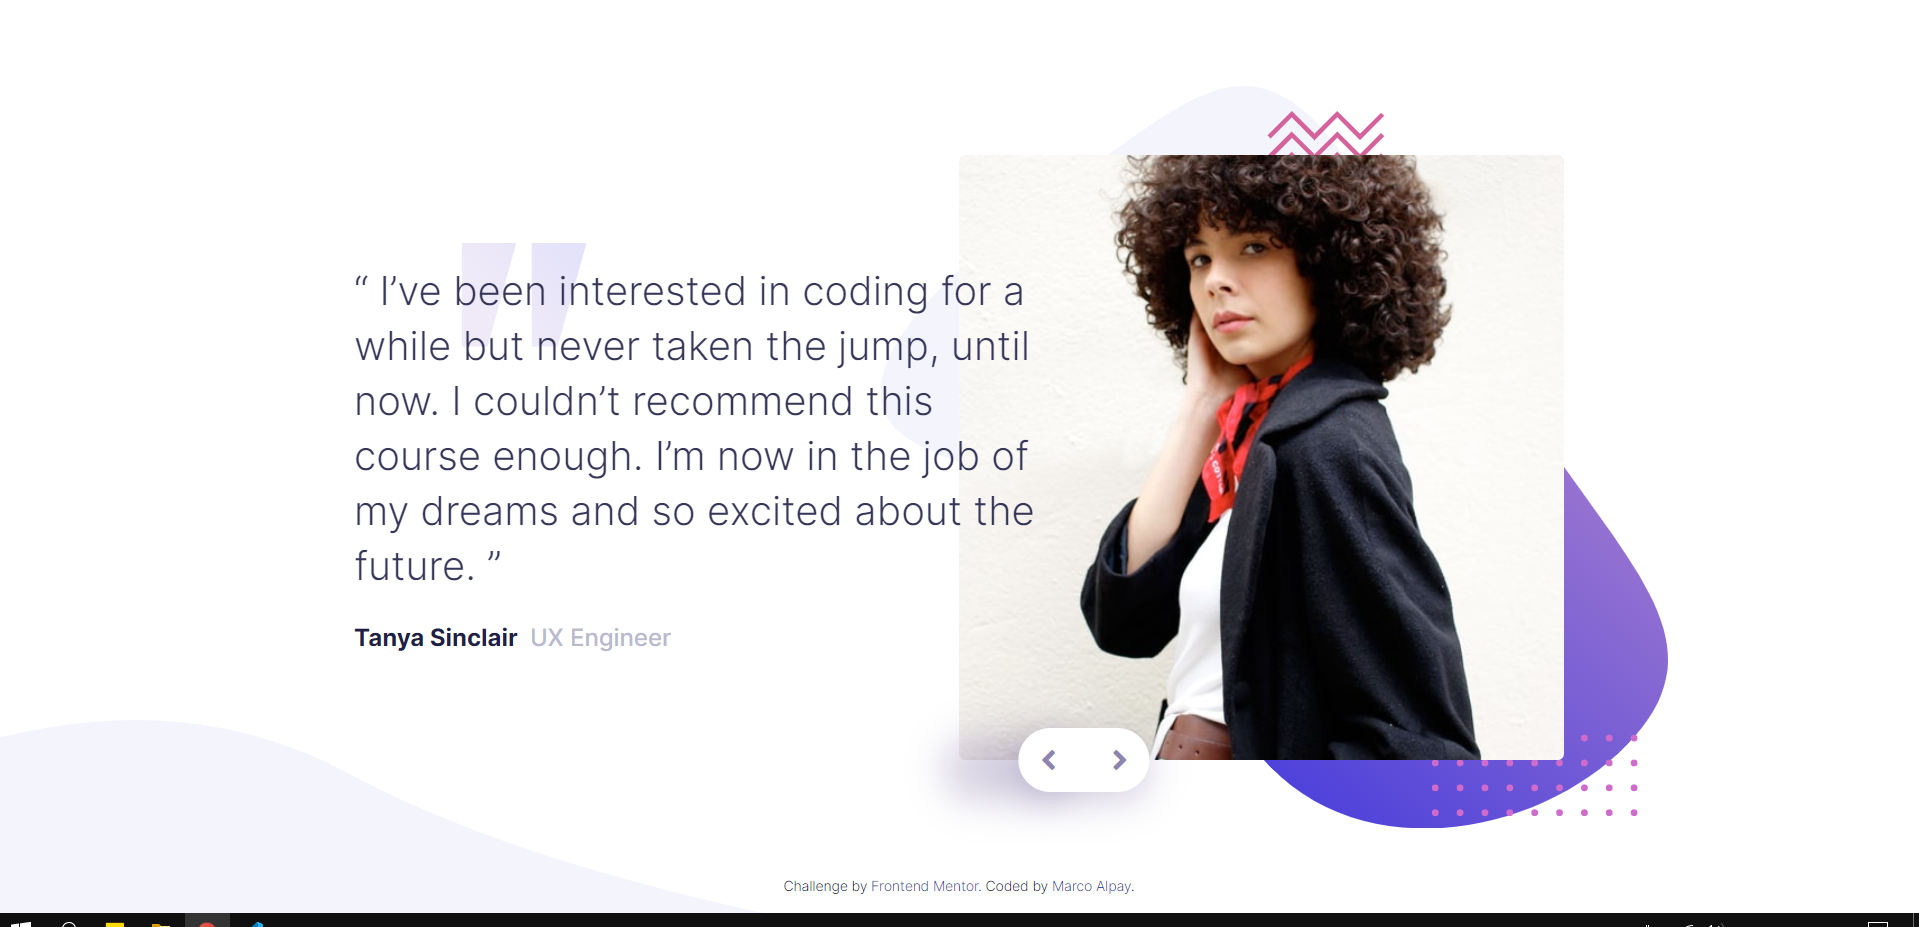 “ I’ve been interested in coding for a
while but never taken the jump, until
now. I couldn’t recommend this
course enough. I’m now in the job of
my dreams and so excited about the
future. ”
Tanya Sinclair UX Engineer
Challenge by Frontend Mentor. Coded by Marco Alpay.